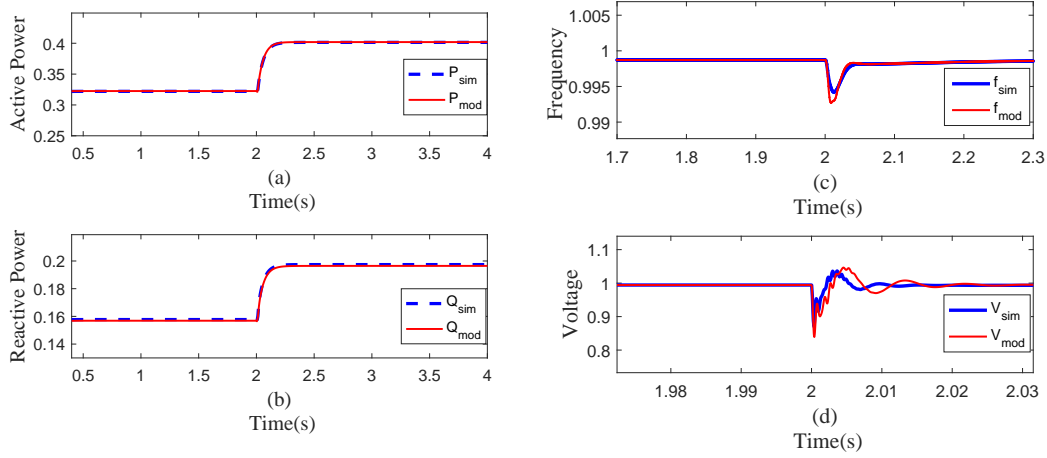 Active Power
0.4
0.35
0.3
0.25
P_sim
P_mod
0.5 1 1.5 2 2.5 3 3.5 4
(a)
Time(s)
Reactive Power
0.2
0.18
0.16
0.14
Q_sim
Q_mod
0.5 1 1.5 2 2.5 3 3.5 4
(b)
Time(s)
Frequency
1.005
1
0.995
0.99
f_sim
f_mod
1.7 1.8 1.9 2 2.1 2.2 2.3
(c)
Time(s)
Voltage
1.1
1
0.9
0.8
V_sim
V_mod
1.98 1.99 2 2.01 2.02 2.03
(d)
Time(s)